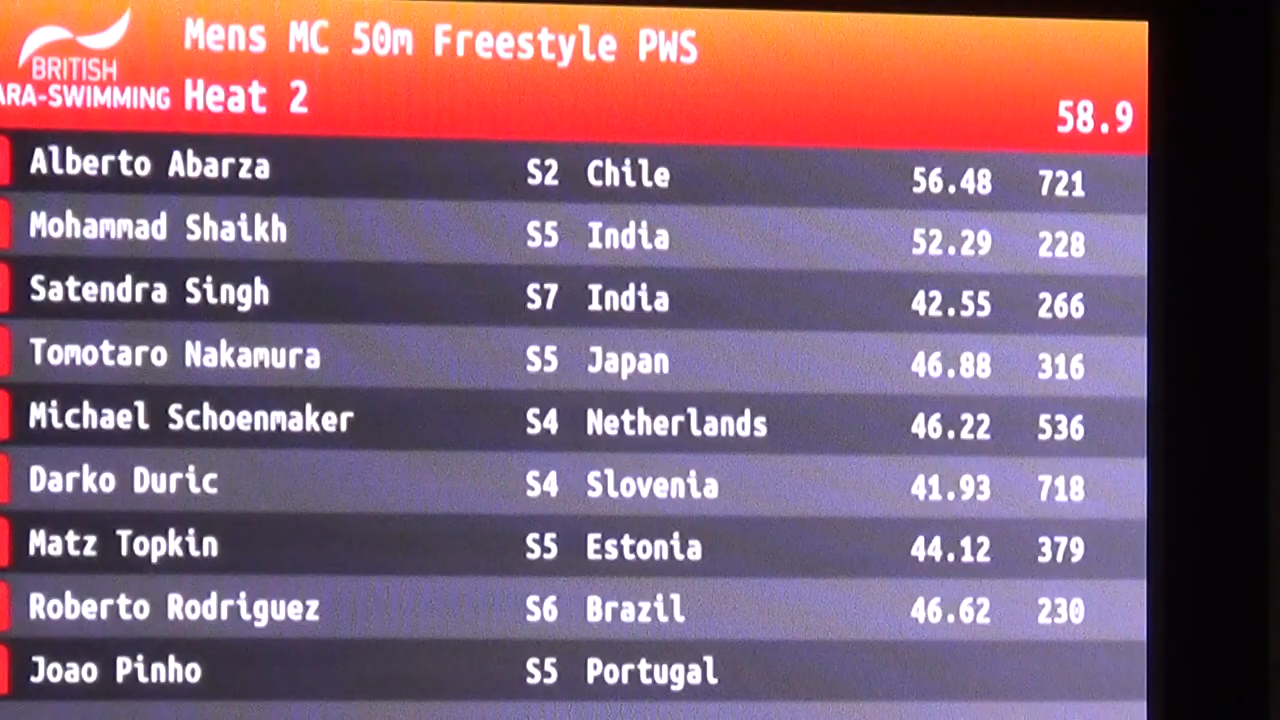 Mens MC 50m Freestyle PWS
BRITISH
ARA-SWIMMING Heat 2
58.9
Alberto Abarza S2 Chile 56.48 721
Mohammad Shaikh S5 India 52.29 228
Satendra Singh S7 India 42.55 266
Tomotaro Nakamura S5 Japan 46.88 316
Michael Schoenmaker S4 Netherlands 46.22 536
Darko Duric S4 Slovenia 41.93 718
Matz Topkin S5 Estonia 44.12 379
Roberto Rodriguez S6 Brazil 46.62 230
Joao Pinho S5 Portugal